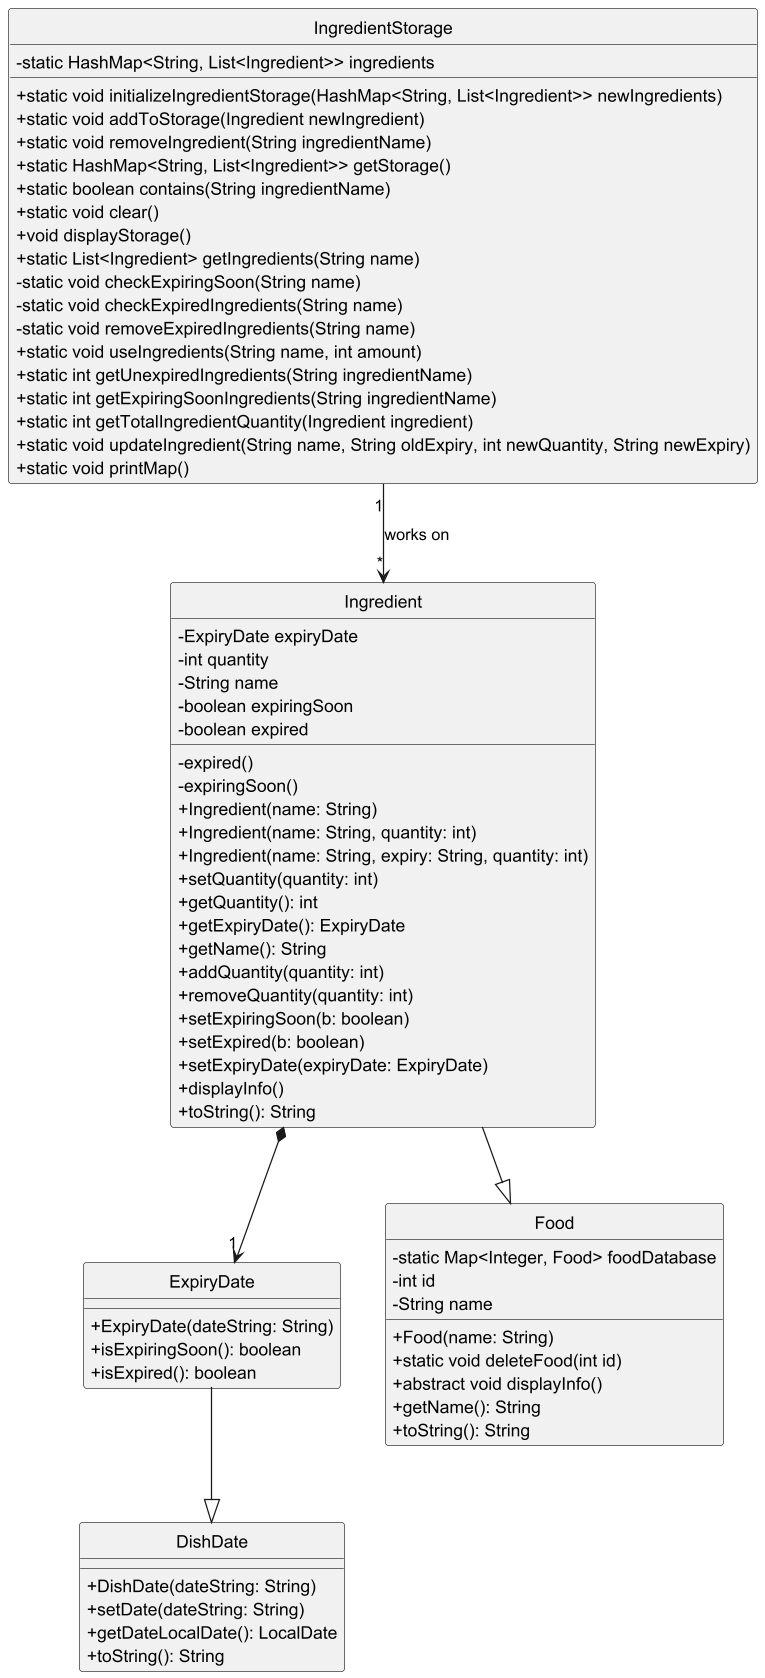 IngredientStorage
-static HashMap<String, List<Ingredient>> ingredients
+static void initializeIngredientStorage(HashMap<String, List<Ingredient>> newIngredients)
+static void addToStorage(Ingredient newIngredient)
+static void removeIngredient(String ingredientName)
+static HashMap<String, List<Ingredient>> getStorage()
+static boolean contains(String ingredientName)
+static void clear()
+void displayStorage()
+static List<Ingredient> getIngredients(String name)
-static void checkExpiringSoon(String name)
-static void checkExpiredIngredients(String name)
-static void removeExpiredIngredients(String name)
+static void useIngredients(String name, int amount)
+static int getUnexpiredIngredients(String ingredientName)
+static int getExpiringSoonIngredients(String ingredientName)
+static int getTotalIngredientQuantity(Ingredient ingredient)
+static void updateIngredient(String name, String oldExpiry, int newQuantity, String newExpiry)
+static void printMap()
1
works on
*
Ingredient
-ExpiryDate expiryDate
-int quantity
-String name
-boolean expiringSoon
-boolean expired
-expired()
-expiringSoon()
+Ingredient(name: String)
+Ingredient(name: String, quantity: int)
+Ingredient(name: String, expiry: String, quantity: int)
+setQuantity(quantity: int)
+getQuantity(): int
+getExpiryDate(): ExpiryDate
+getName(): String
+addQuantity(quantity: int)
+removeQuantity(quantity: int)
+setExpiringSoon(b: boolean)
+setExpired(b: boolean)
+setExpiryDate(expiryDate: ExpiryDate)
+displayInfo()
+toString(): String
1
ExpiryDate
+ExpiryDate(dateString: String)
+isExpiringSoon(): boolean
+isExpired(): boolean
Food
-static Map<Integer, Food> foodDatabase
-int id
-String name
+Food(name: String)
+static void deleteFood(int id)
+abstract void displayInfo()
+getName(): String
+toString(): String
DishDate
+DishDate(dateString: String)
+setDate(dateString: String)
+getDateLocalDate(): LocalDate
+toString(): String